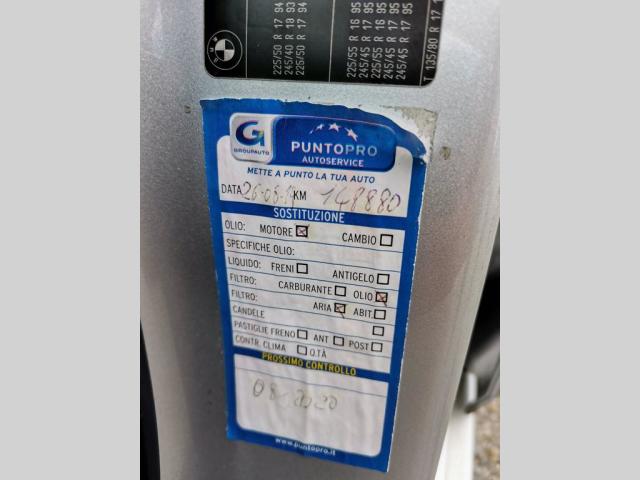 225/50 R 17 94
245/40 R 18 93
225/50 R 17 94
225/55 R 16 95
245/45 R 17 95
225/55 R 16 95
245/45 R 17 95
245/45 R 17 95
T 135/80 R 17 1
BMW
G
GROUPAUTO
PUNTOPRO
AUTOSERVICE
METTE A PUNTO LA TUA AUTO
DATA 26-08-19 KM 148880
SOSTITUZIONE
OLIO: MOTORE CAMBIO
SPECIFICHE OLIO:
LIQUIDO: FRENI ANTIGELO
FILTRO: CARBURANTE OLIO
FILTRO: ARIA ABIT.
CANDELE
PASTIGLIE FRENO ANT POST
CONTR. CLIMA Q.TÀ
PROSSIMO CONTROLLO
08-2020
www.puntopro.it